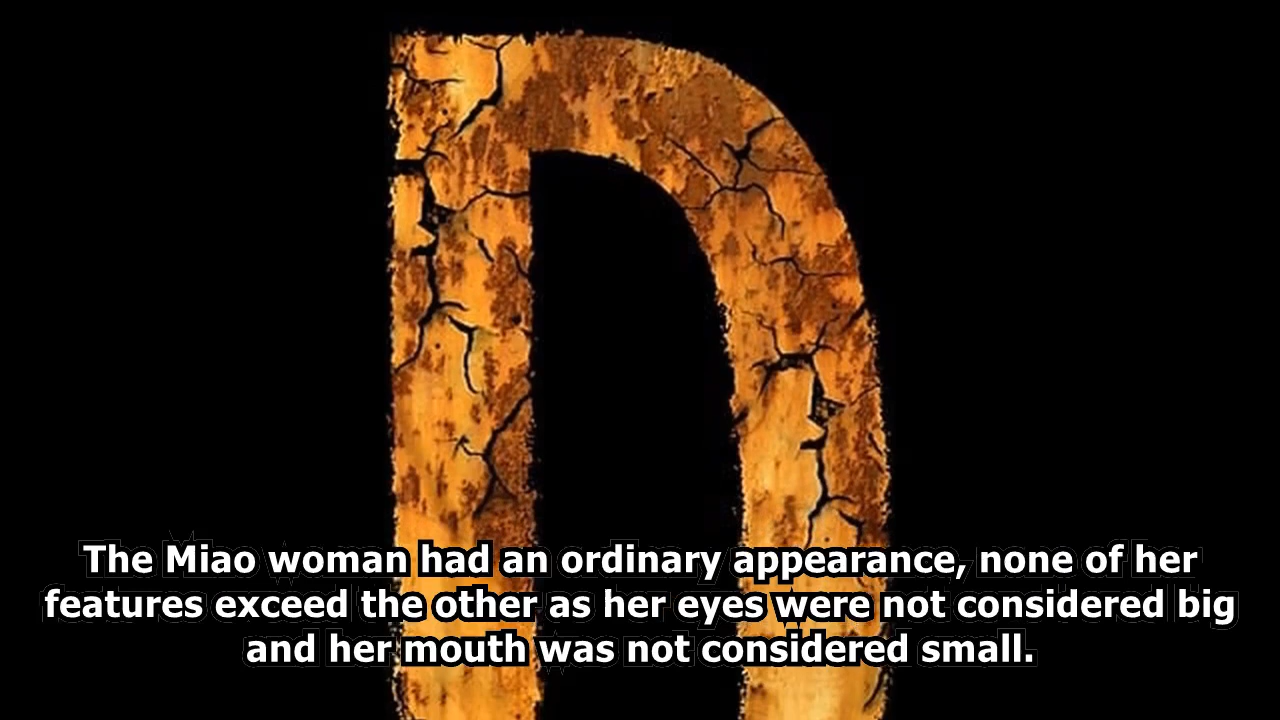 D
The Miao woman had an ordinary appearance, none of her
features exceed the other as her eyes were not considered big
and her mouth was not considered small.